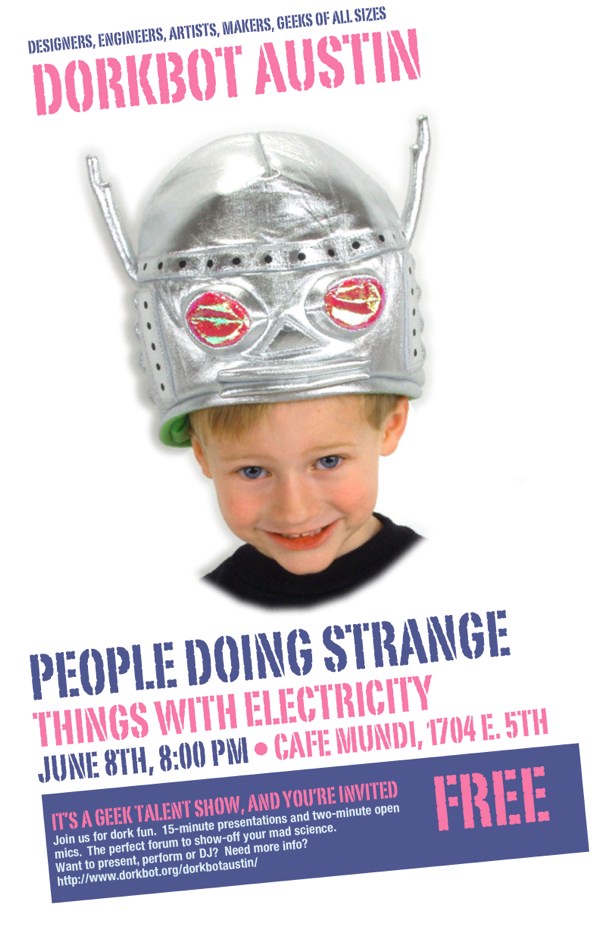 DESIGNERS, ENGINEERS, ARTISTS, MAKERS, GEEKS OF ALL SIZES
DORKBOT AUSTIN
PEOPLE DOING STRANGE
THINGS WITH ELECTRICITY
JUNE 8TH, 8:00 PM • CAFE MUNDI, 1704 E. 5TH
IT'S A GEEK TALENT SHOW, AND YOU'RE INVITED
Join us for dork fun. 15-minute presentations and two-minute open
mics. The perfect forum to show-off your mad science.
Want to present, perform or DJ? Need more info?
http://www.dorkbot.org/dorkbotaustin/
FREE